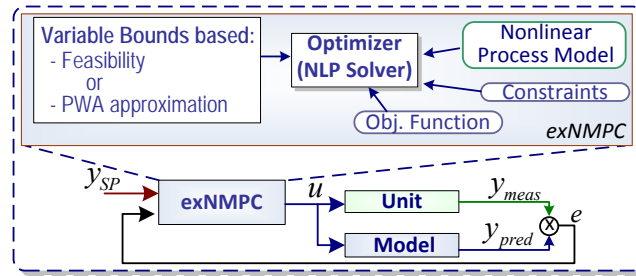 Variable Bounds based:
- Feasibility
or
- PWA approximation
Optimizer
(NLP Solver)
Nonlinear
Process Model
Constraints
Obj. Function
exNMPC
y_SP
exNMPC
u
Unit
Model
y_meas
y_pred
e
X